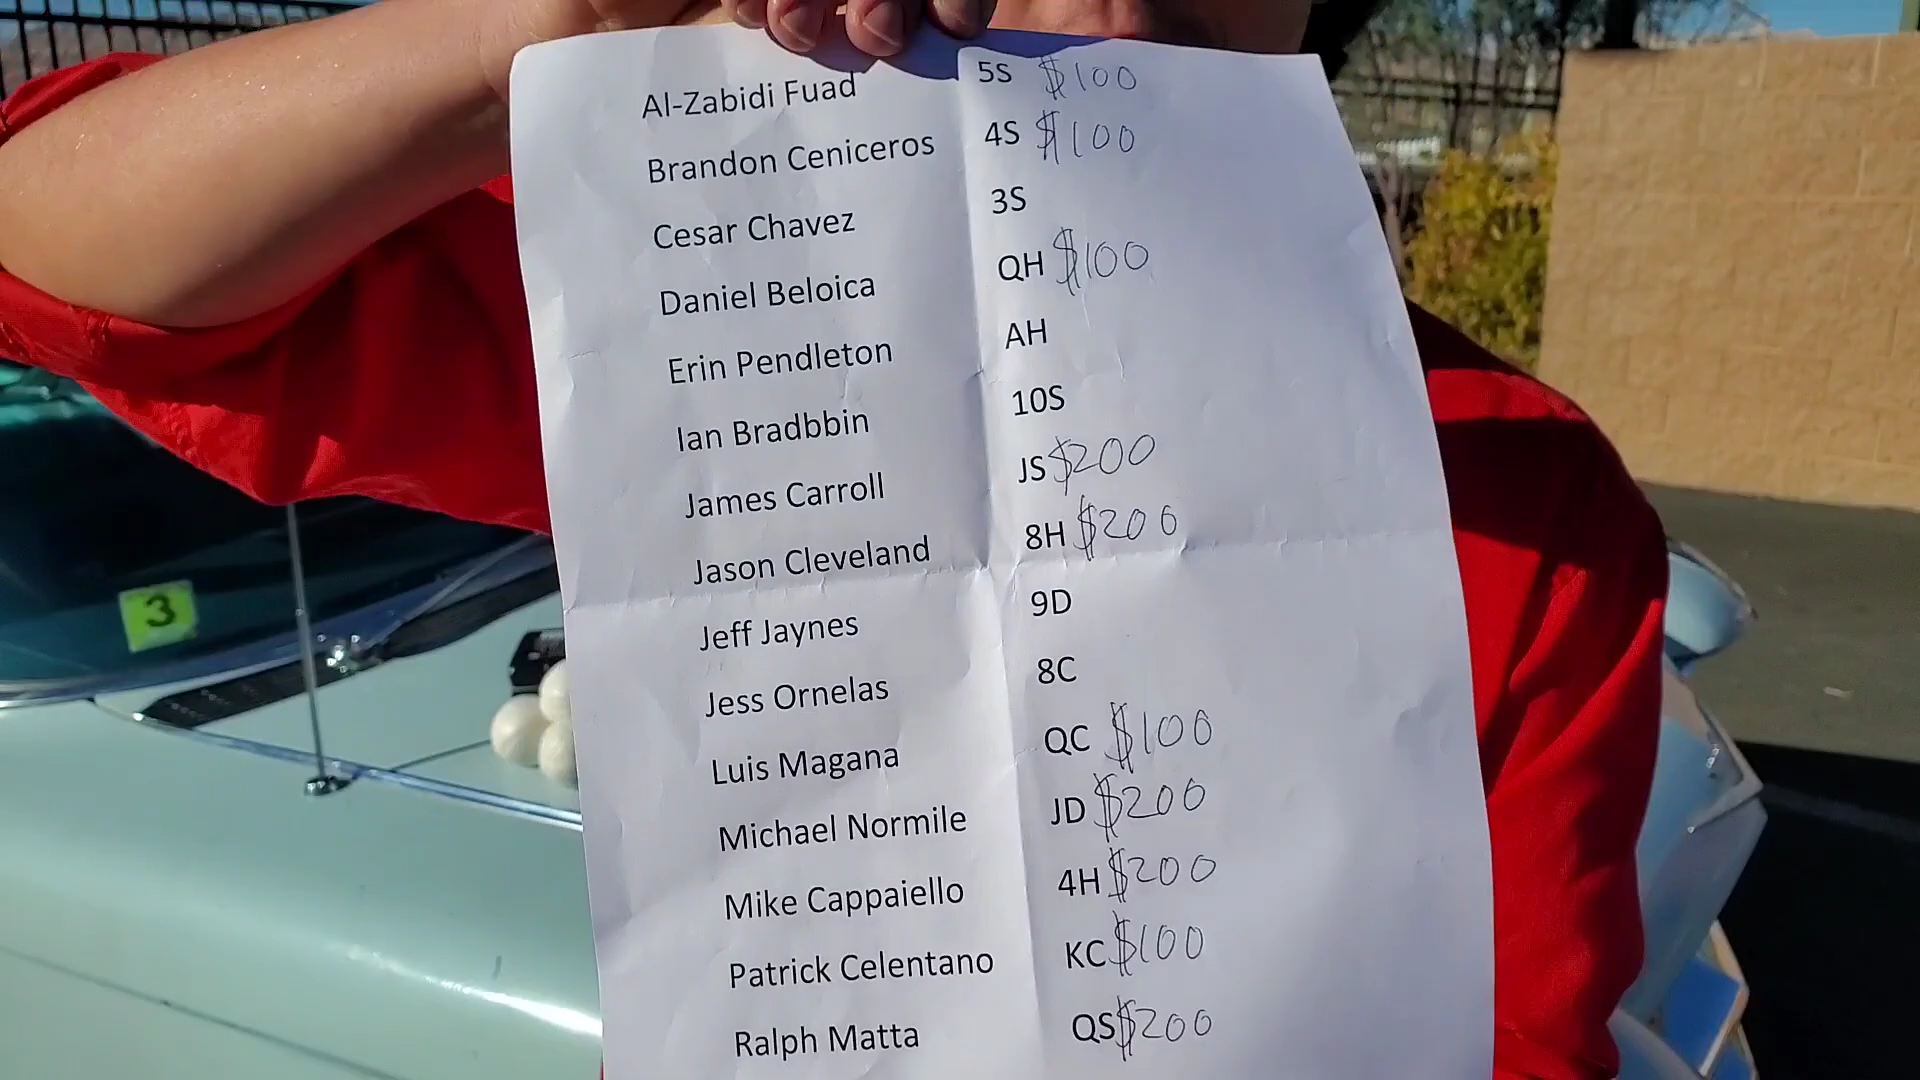 Al-Zabidi Fuad 5S $100
Brandon Ceniceros 4S $100
Cesar Chavez 3S
Daniel Beloica QH $100
Erin Pendleton AH
Ian Bradbbin 10S
James Carroll JS $200
Jason Cleveland 8H $200
Jeff Jaynes 9D
Jess Ornelas 8C
Luis Magana QC $100
Michael Normile JD $200
Mike Cappaiello 4H $200
Patrick Celentano KC $100
Ralph Matta QS $200
3